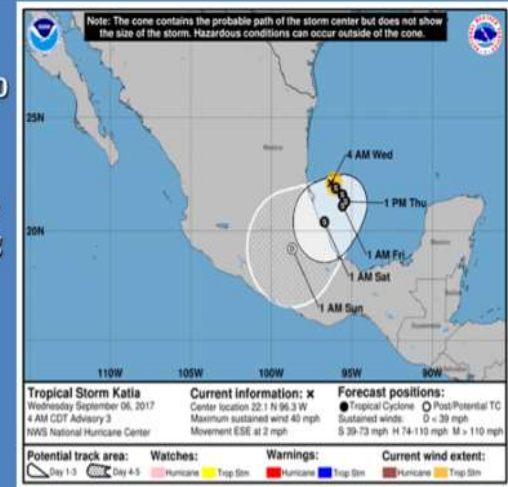 Note: The cone contains the probable path of the storm center but does not show
the size of the storm. Hazardous conditions can occur outside of the cone.
25N
Mexico
4 AM Wed
1 PM Thu
20N
1 AM Fri
1 AM Sat
1 AM Sun
110W 105W 100W 95W 90W
Tropical Storm Katia
Wednesday September 06, 2017
4 AM CDT Advisory 3
NWS National Hurricane Center
Current information: x
Center location 22.1 N 96.3 W
Maximum sustained wind 40 mph
Movement ESE at 2 mph
Forecast positions:
Tropical Cyclone Post/Potential TC
Sustained winds: D < 39 mph
S 39-73 mph H 74-110 mph M > 110 mph
Potential track area:
Day 1-3 Day 4-5
Watches:
Hurricane Trop Stm
Warnings:
Hurricane Trop Stm
Current wind extent:
Hurricane Trop Stm